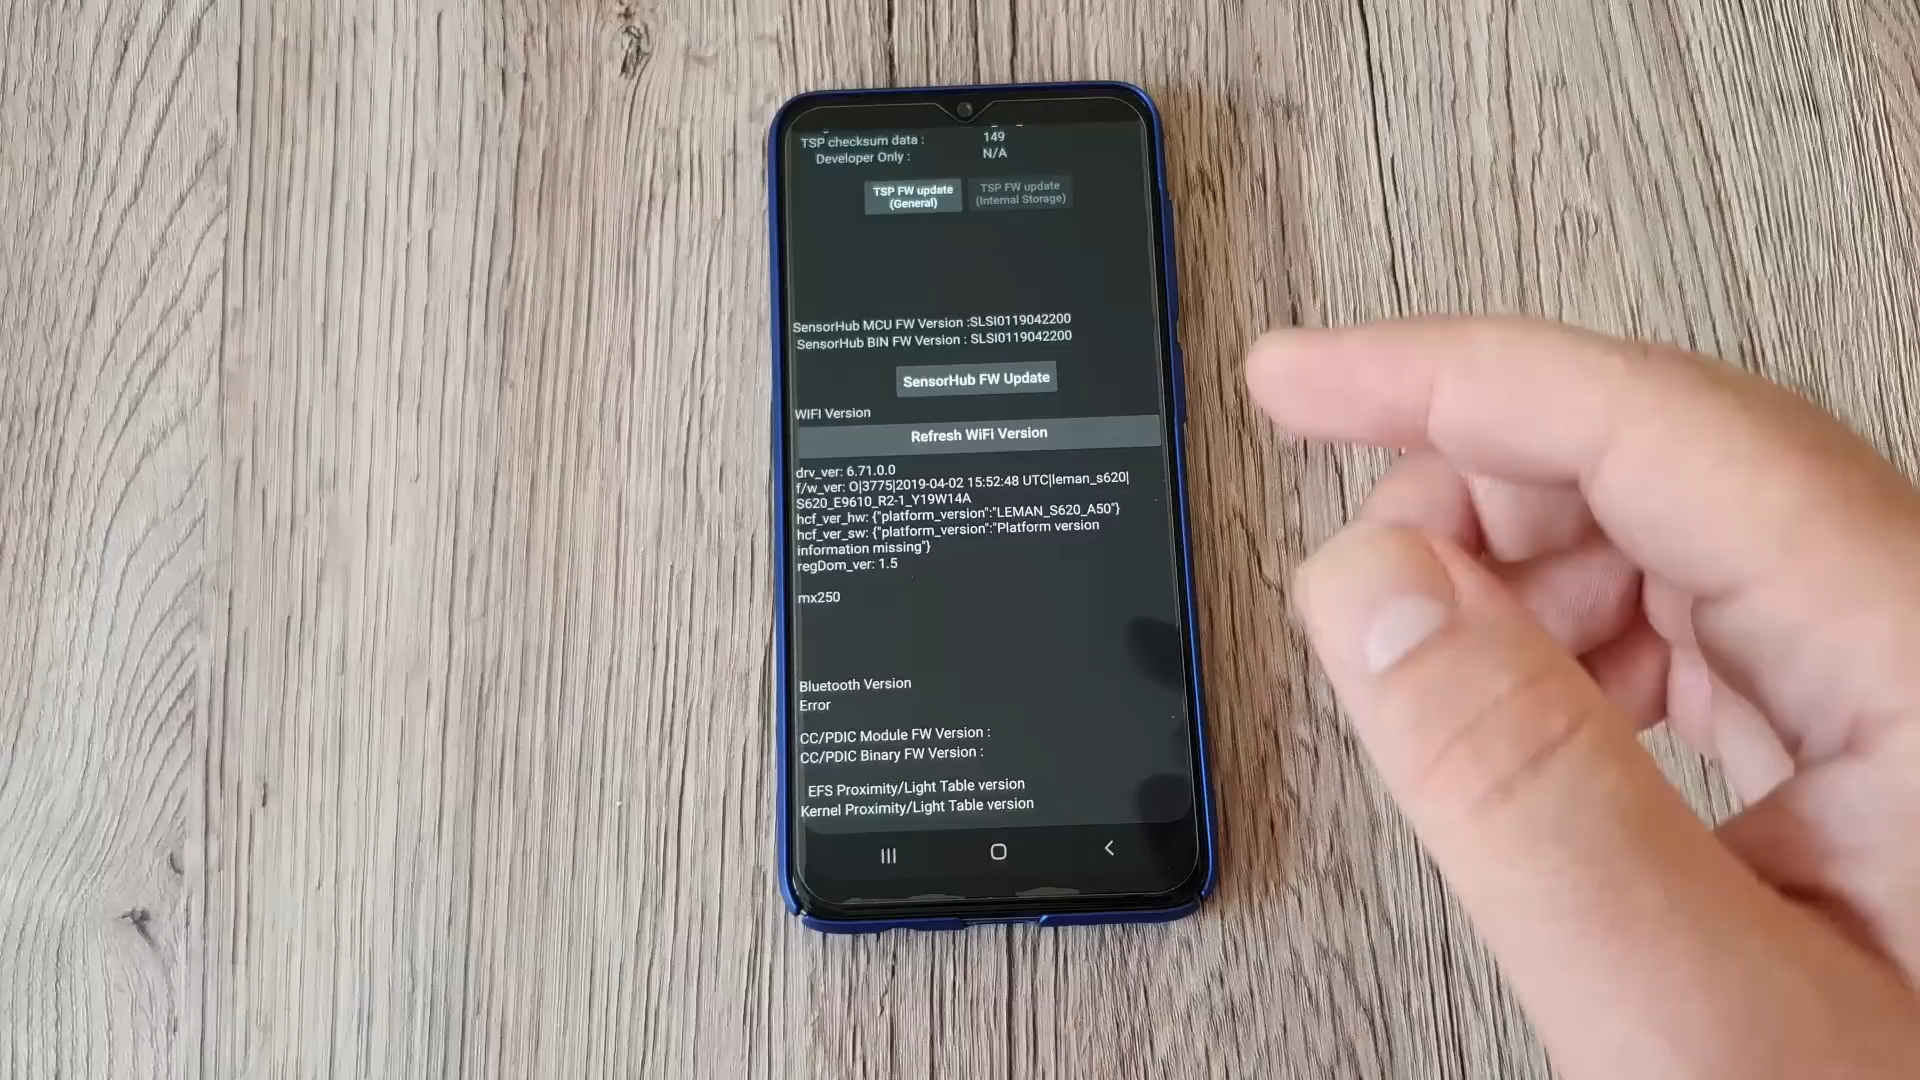 TSP checksum data : 149
Developer Only : N/A
TSP FW update
(General)
TSP FW update
(Internal Storage)
SensorHub MCU FW Version :SLSI0119042200
SensorHub BIN FW Version : SLSI0119042200
SensorHub FW Update
WIFI Version
Refresh WiFi Version
drv_ver: 6.71.0.0
f/w_ver: O|3775|2019-04-02 15:52:48 UTC|leman_s620|
S620_E9610_R2-1_Y19W14A
hcf_ver_hw: {"platform_version":"LEMAN_S620_A50"}
hcf_ver_sw: {"platform_version":"Platform version
information missing"}
regDom_ver: 1.5
mx250
Bluetooth Version
Error
CC/PDIC Module FW Version :
CC/PDIC Binary FW Version :
EFS Proximity/Light Table version
Kernel Proximity/Light Table version